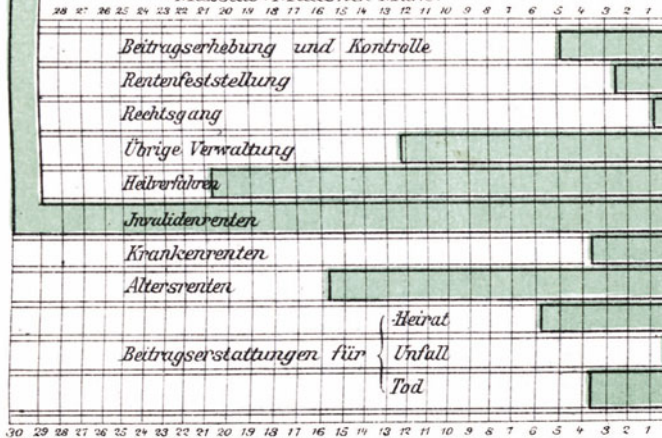 28 27 26 25 24 23 22 21 20 19 18 17 16 15 14 13 12 11 10 9 8 7 6 5 4 3 2 1
Beitragserhebung und Kontrolle
Rentenfeststellung
Rechtsgang
Übrige Verwaltung
Heilverfahren
Invalidenrenten
Krankenrenten
Altersrenten
Heirat
Beitragserstattungen für Unfall
Tod
30 29 28 27 26 25 24 23 22 21 20 19 18 17 16 15 14 13 12 11 10 9 8 7 6 5 4 3 2 1